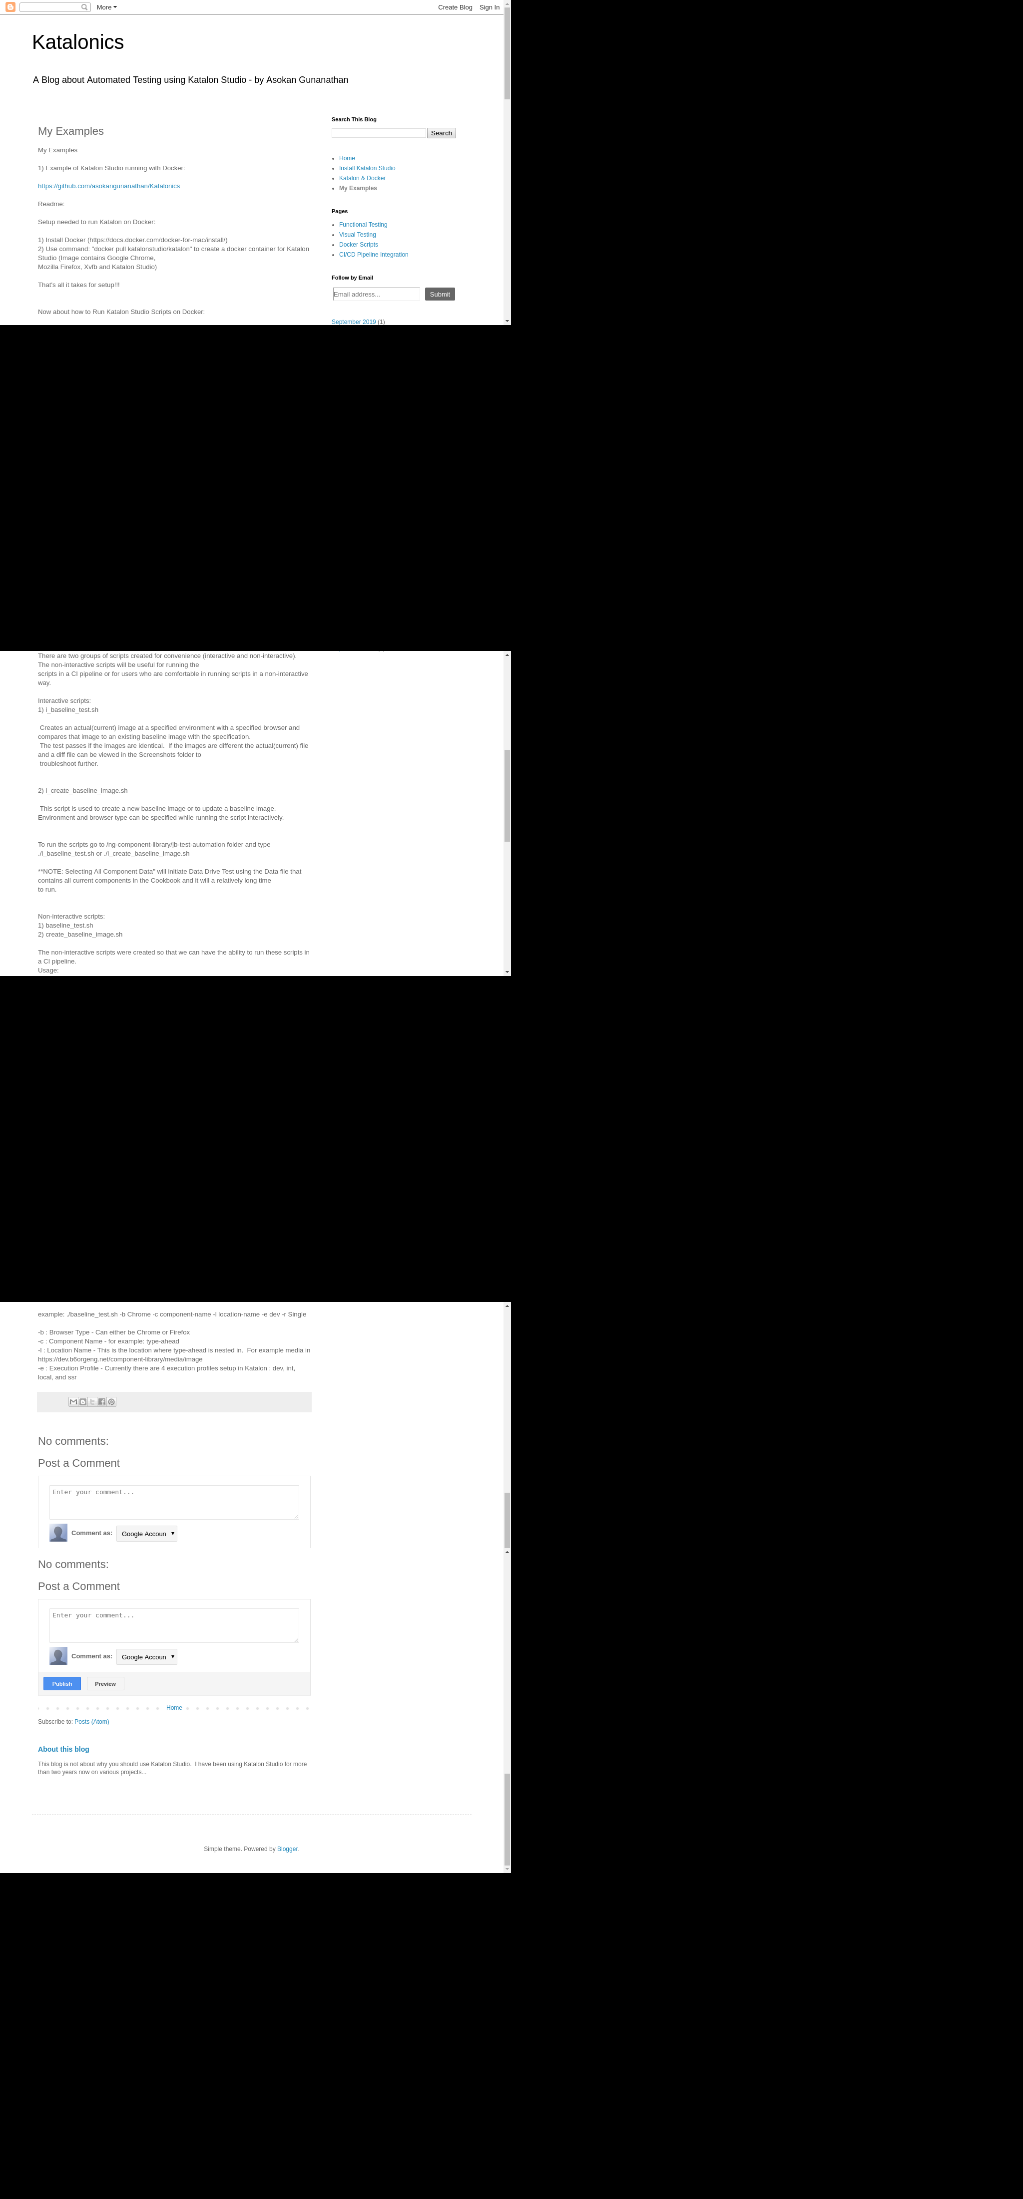 More
Create Blog Sign In
Katalonics
A Blog about Automated Testing using Katalon Studio - by Asokan Gunanathan
My Examples
My Examples
1) Example of Katalon Studio running with Docker:
https://github.com/asokangunanathan/Katalonics
Readme:
Setup needed to run Katalon on Docker:
1) Install Docker (https://docs.docker.com/docker-for-mac/install/)
2) Use command: "docker pull katalonstudio/katalon" to create a docker container for Katalon
Studio (Image contains Google Chrome,
Mozilla Firefox, Xvfb and Katalon Studio)
That's all it takes for setup!!!
Now about how to Run Katalon Studio Scripts on Docker:
Search This Blog
Search
Home
Install Katalon Studio
Katalon & Docker
My Examples
Pages
Functional Testing
Visual Testing
Docker Scripts
CI/CD Pipeline Integration
Follow by Email
Email address...
Submit
September 2019 (1)
There are two groups of scripts created for convenience (interactive and non-interactive).
The non-interactive scripts will be useful for running the
scripts in a CI pipeline or for users who are comfortable in running scripts in a non-interactive
way.
Interactive scripts:
1) i_baseline_test.sh
Creates an actual(current) image at a specified environment with a specified browser and
compares that image to an existing baseline image with the specification.
The test passes if the images are identical. If the images are different the actual(current) file
and a diff file can be viewed in the Screenshots folder to
troubleshoot further.
2) i_create_baseline_image.sh
This script is used to create a new baseline image or to update a baseline image.
Environment and browser type can be specified while running the script interactively.
To run the scripts go to /ng-component-library/jb-test-automation folder and type
./i_baseline_test.sh or ./i_create_baseline_image.sh
**NOTE: Selecting All Component Data" will initiate Data Drive Test using the Data file that
contains all current components in the Cookbook and it will a relatively long time
to run.
Non-interactive scripts:
1) baseline_test.sh
2) create_baseline_image.sh
The non-interactive scripts were created so that we can have the ability to run these scripts in
a CI pipeline.
Usage:
example: ./baseline_test.sh -b Chrome -c component-name -l location-name -e dev -r Single
-b : Browser Type - Can either be Chrome or Firefox
-c : Component Name - for example: type-ahead
-l : Location Name - This is the location where type-ahead is nested in. For example media in
https://dev.b6orgeng.net/component-library/media/image
-e : Execution Profile - Currently there are 4 execution profiles setup in Katalon : dev, int,
local, and ssr
No comments:
Post a Comment
Enter your comment...
Comment as: Google Accoun
No comments:
Post a Comment
Enter your comment...
Comment as: Google Accoun
Publish Preview
Home
Subscribe to: Posts (Atom)
About this blog
This blog is not about why you should use Katalon Studio. I have been using Katalon Studio for more
than two years now on various projects...
Simple theme. Powered by Blogger.